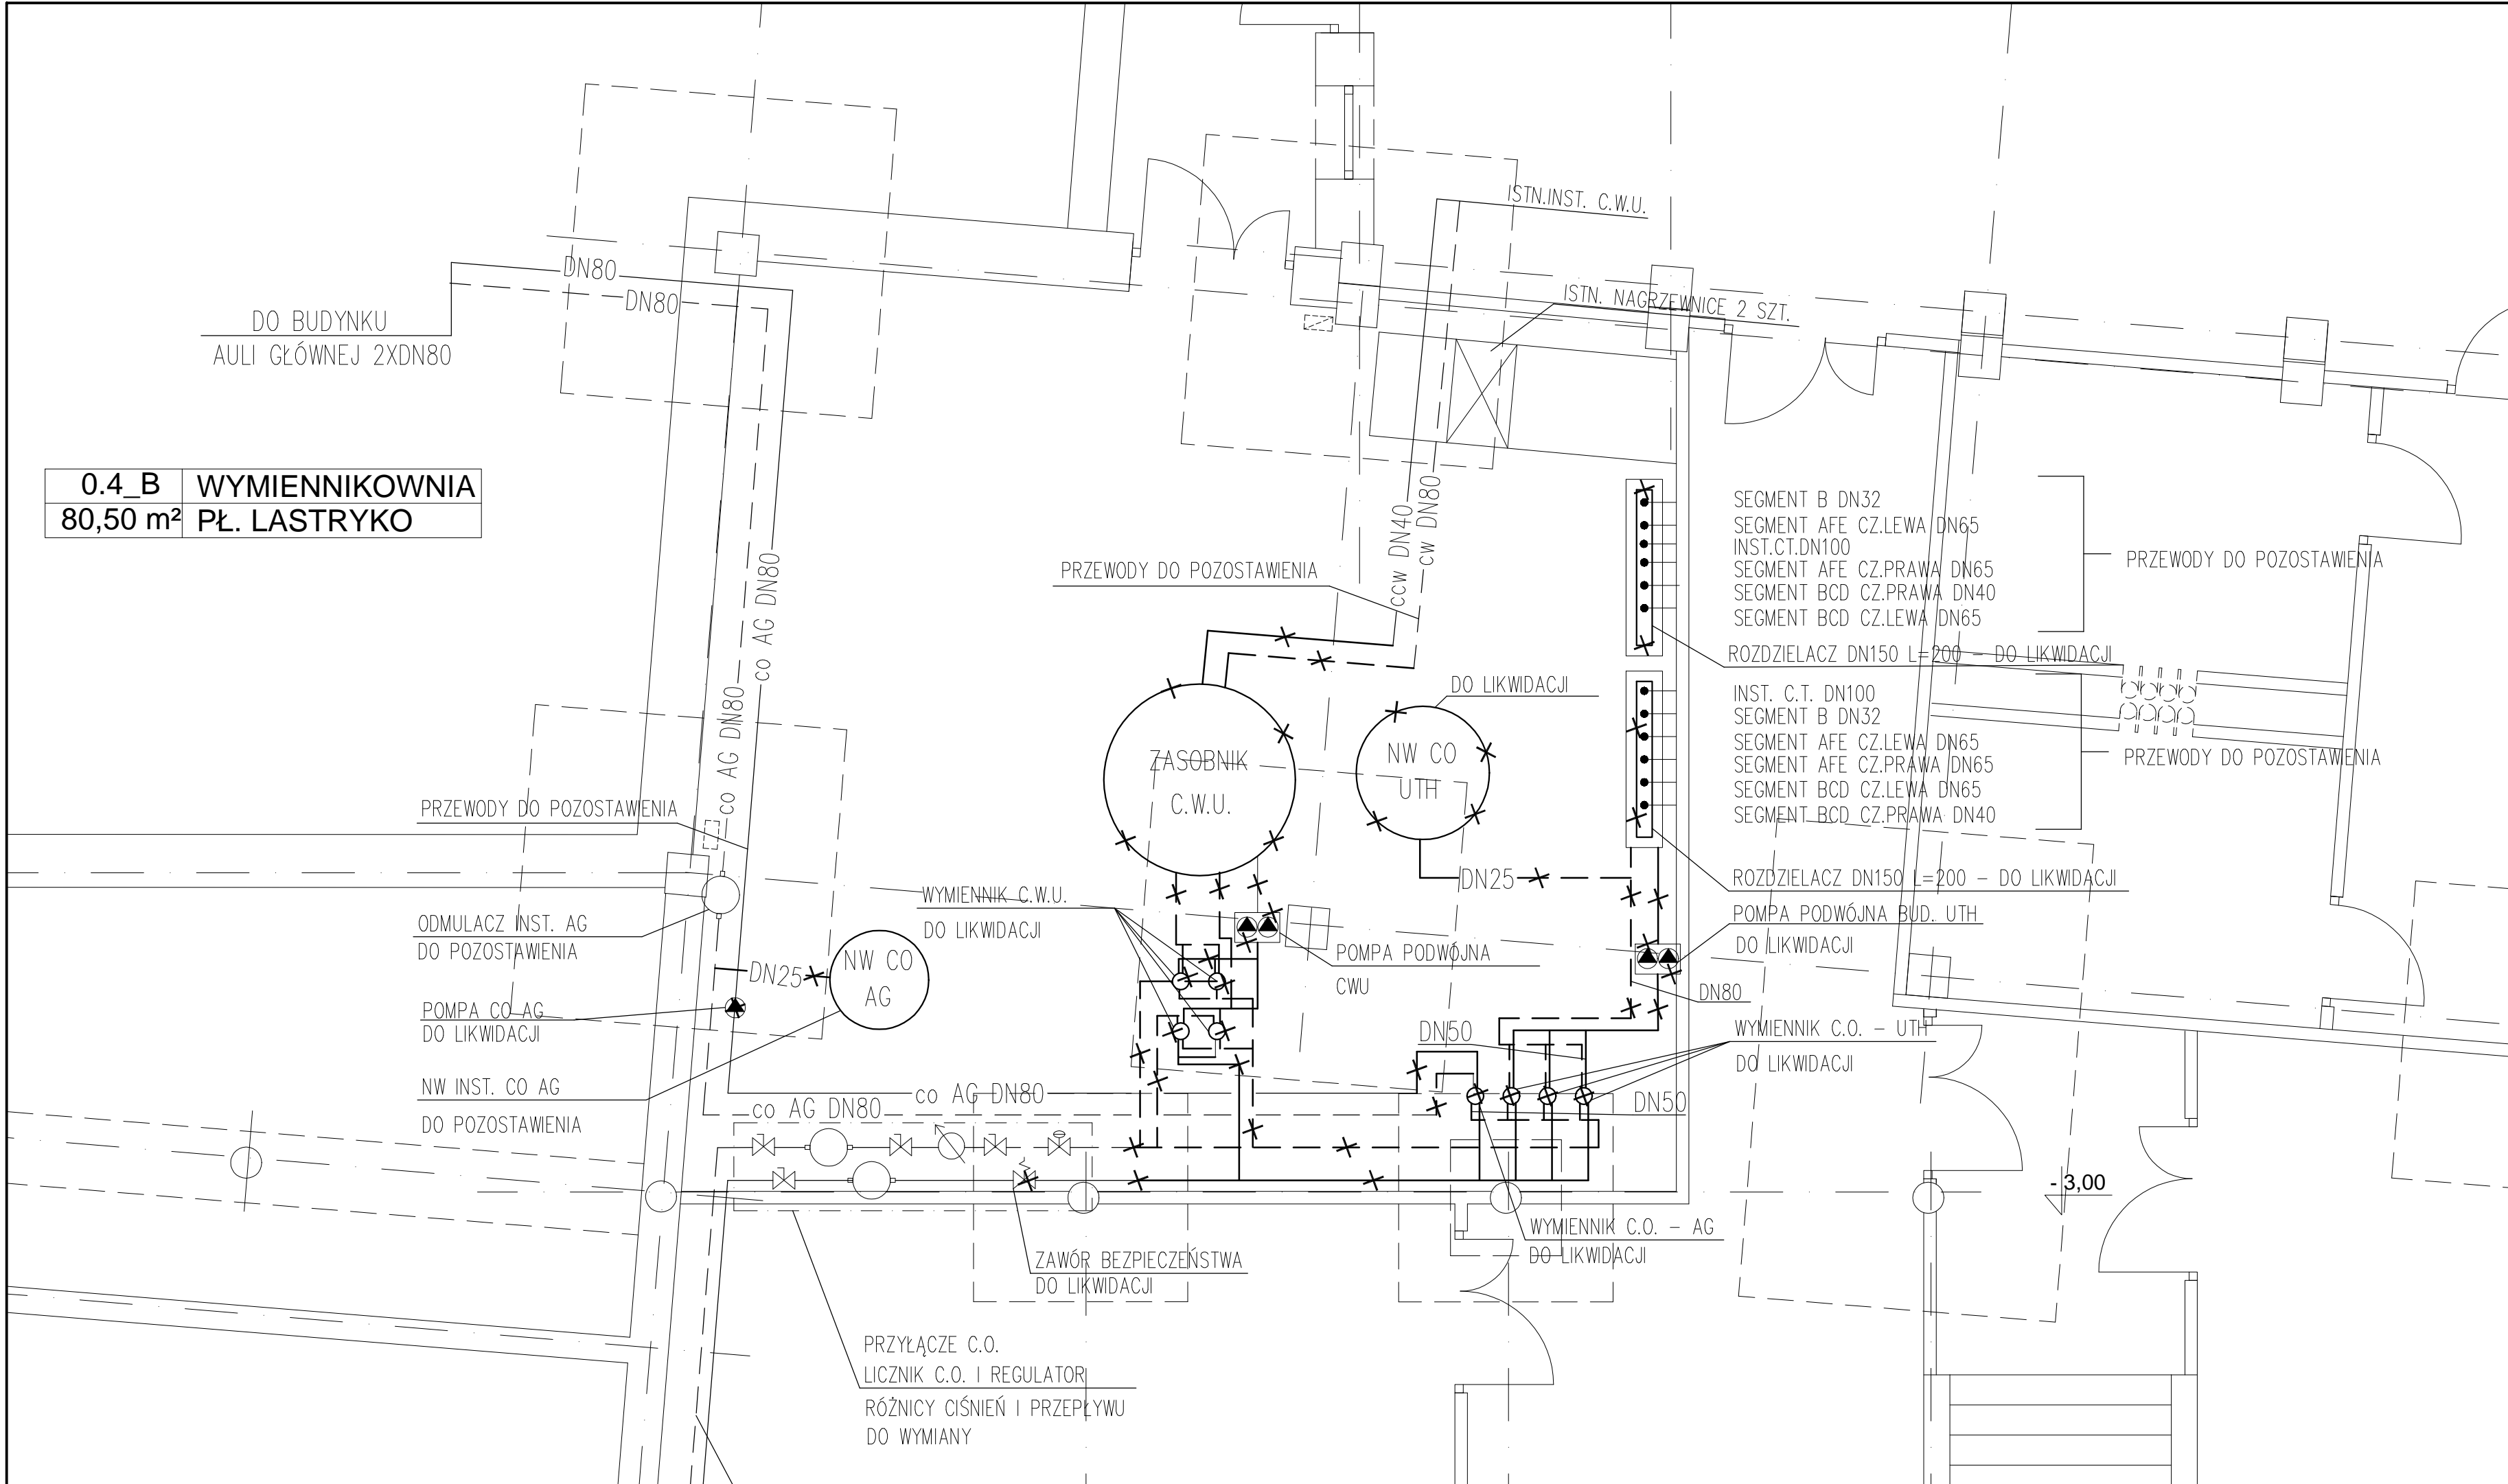 ISTN.INST. C.W.U.
DN80
DN80
ISTN. NAGRZEWNICE 2 SZT.
DO BUDYNKU
AULI GŁÓWNEJ 2XDN80
0.4_B WYMIENNIKOWNIA
80,50 m² PŁ. LASTRYKO
ccw DN40
cw DN80
co AG DN80
co AG DN80
PRZEWODY DO POZOSTAWIENIA
SEGMENT B DN32
SEGMENT AFE CZ.LEWA DN65
INST.CT.DN100
SEGMENT AFE CZ.PRAWA DN65
SEGMENT BCD CZ.PRAWA DN40
SEGMENT BCD CZ.LEWA DN65
PRZEWODY DO POZOSTAWIENIA
ROZDZIELACZ DN150 L=200 – DO LIKWIDACJI
DO LIKWIDACJI
INST. C.T. DN100
SEGMENT B DN32
SEGMENT AFE CZ.LEWA DN65
SEGMENT AFE CZ.PRAWA DN65
SEGMENT BCD CZ.LEWA DN65
SEGMENT BCD CZ.PRAWA DN40
PRZEWODY DO POZOSTAWIENIA
ZASOBNIK
C.W.U.
NW CO
UTH
PRZEWODY DO POZOSTAWIENIA
DN25
ROZDZIELACZ DN150 L=200 – DO LIKWIDACJI
WYMIENNIK C.W.U.
DO LIKWIDACJI
POMPA PODWÓJNA BUD. UTH
DO LIKWIDACJI
ODMULACZ INST. AG
DO POZOSTAWIENIA
POMPA PODWÓJNA
CWU
DN25
NW CO
AG
DN80
POMPA CO AG
DO LIKWIDACJI
DN50
WYMIENNIK C.O. – UTH
DO LIKWIDACJI
NW INST. CO AG
DO POZOSTAWIENIA
co AG DN80
co AG DN80
DN50
- 3,00
WYMIENNIK C.O. – AG
DO LIKWIDACJI
ZAWÓR BEZPIECZEŃSTWA
DO LIKWIDACJI
PRZYŁĄCZE C.O.
LICZNIK C.O. I REGULATOR
RÓŻNICY CIŚNIEŃ I PRZEPŁYWU
DO WYMIANY